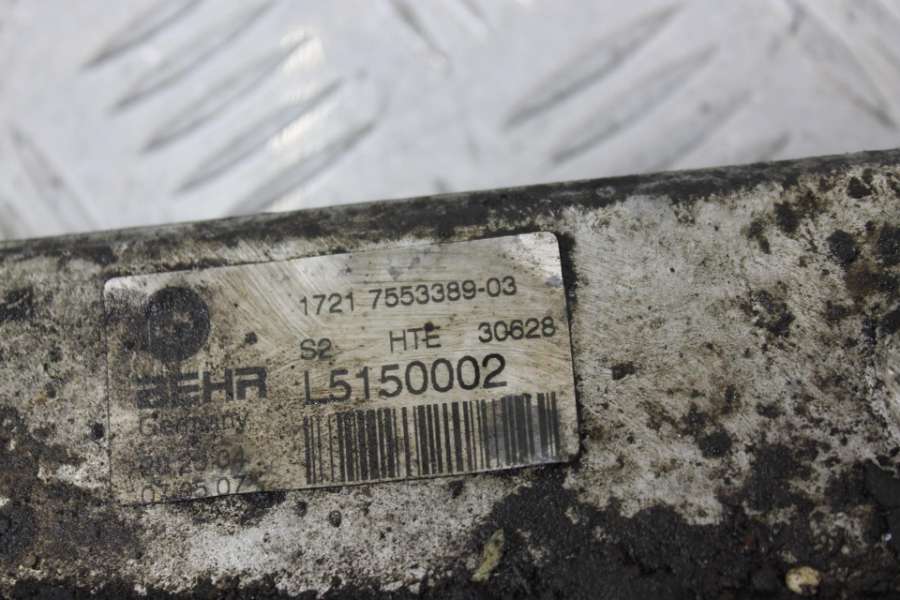 1721 7553389-03
S2 HTE 30628
BEHR L5150002
Germany